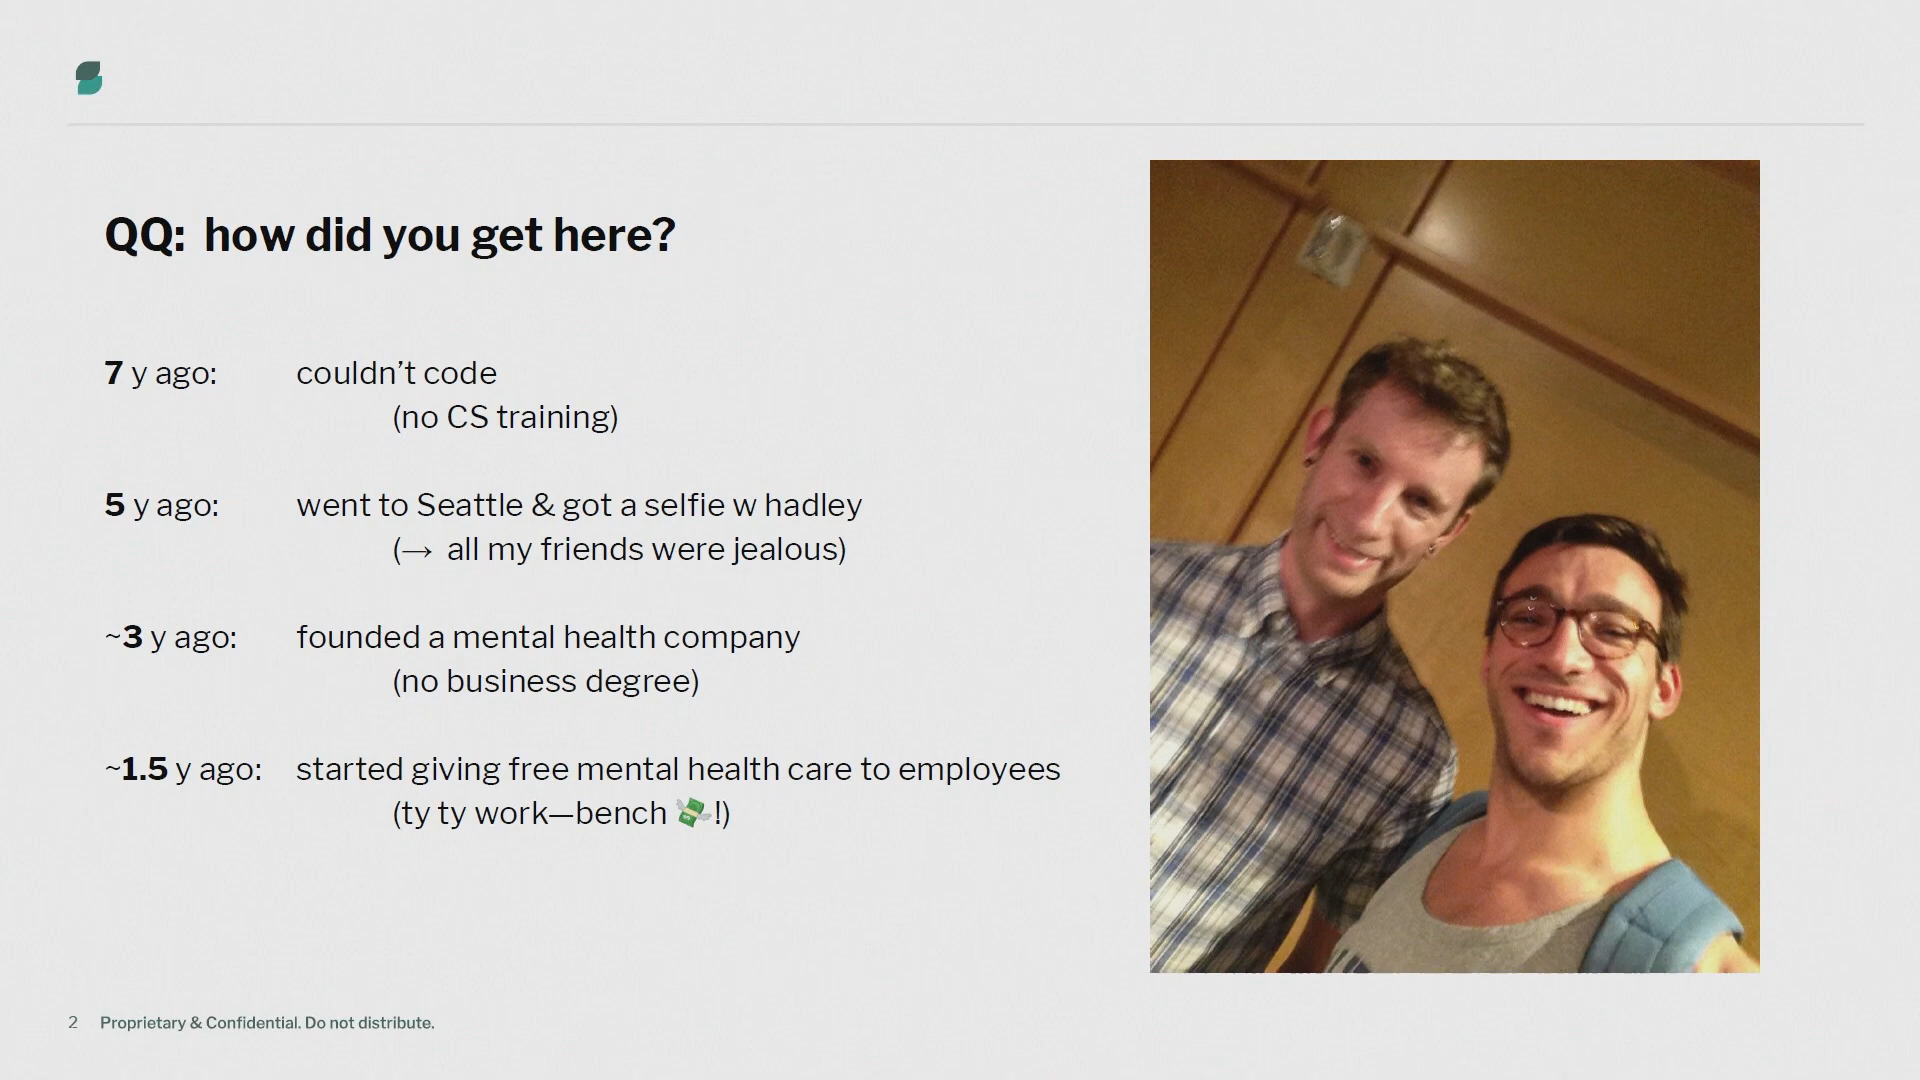 QQ: how did you get here?
7 y ago: couldn’t code
(no CS training)
5 y ago: went to Seattle & got a selfie w hadley
(→ all my friends were jealous)
~3 y ago: founded a mental health company
(no business degree)
~1.5 y ago: started giving free mental health care to employees
(ty ty work—bench 💸!)
2 Proprietary & Confidential. Do not distribute.